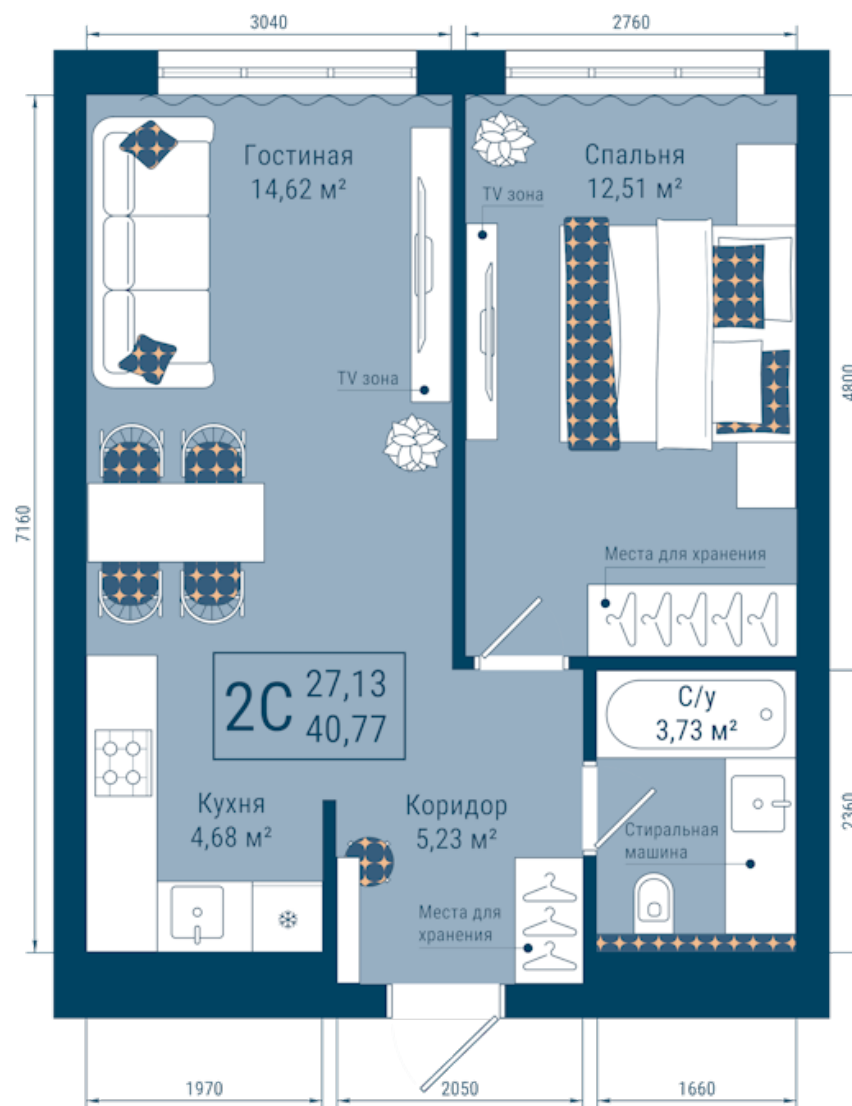 3040
2760
Гостиная
14,62 м²
Спальня
12,51 м²
TV зона
TV зона
4800
7160
Места для хранения
2С
27,13
40,77
С/у
3,73 м²
Кухня
4,68 м²
Коридор
5,23 м²
2360
Стиральная
машина
Места для
хранения
1970
2050
1660